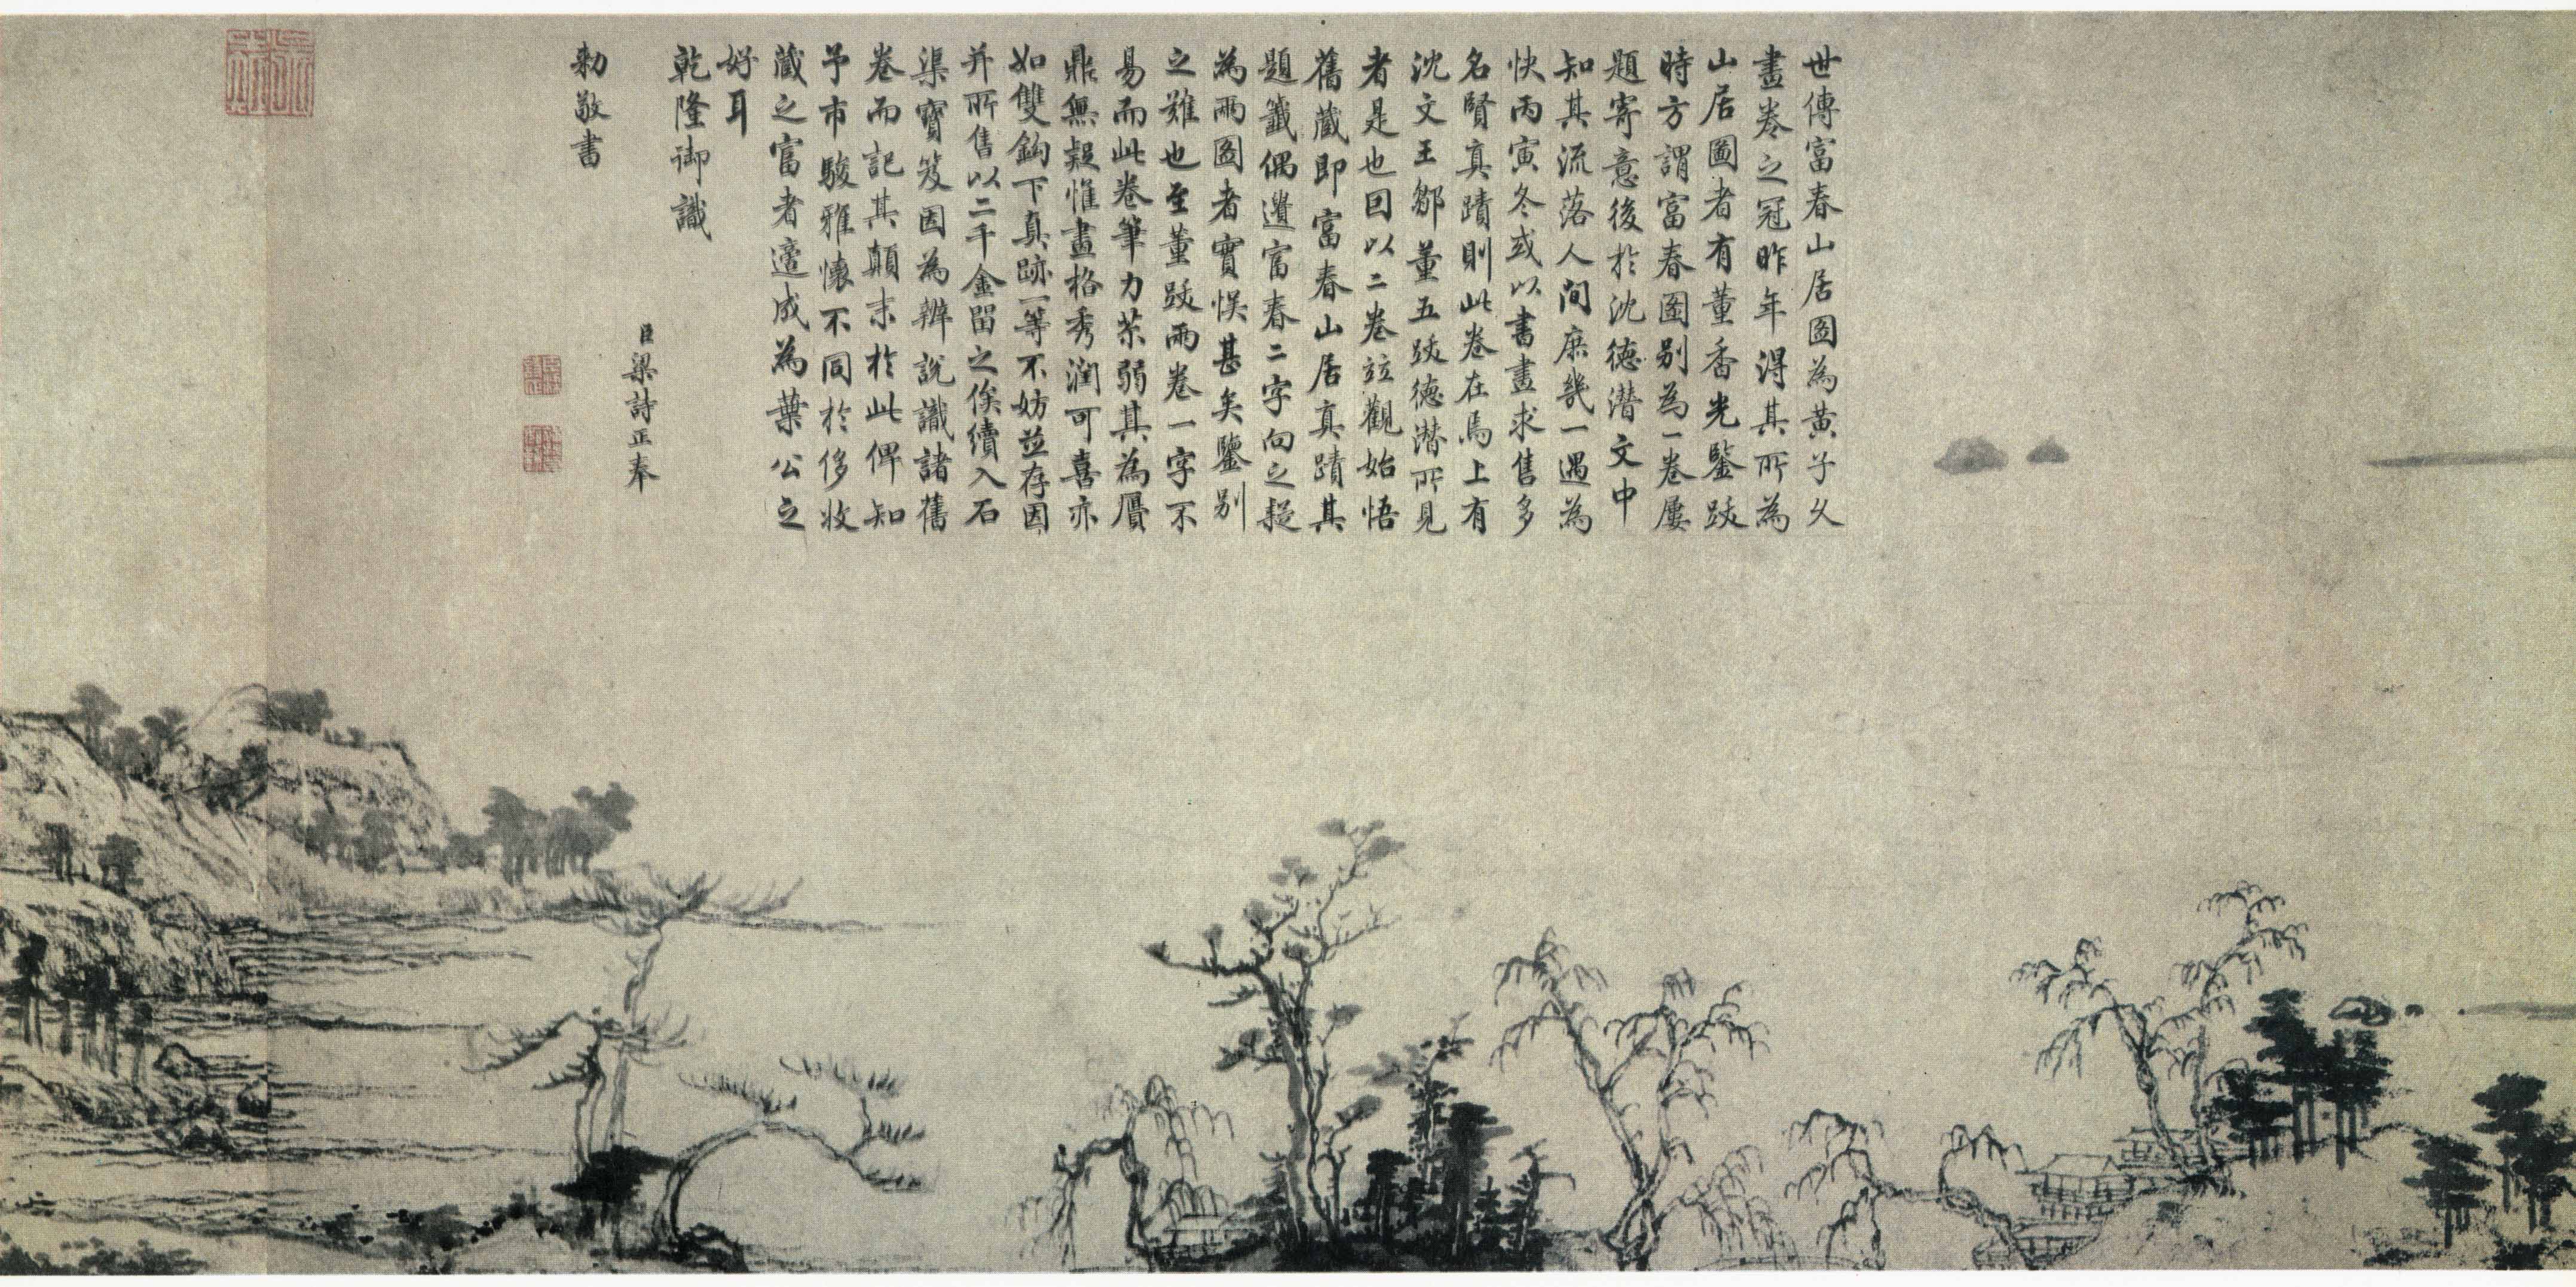 世傳富春山居圖為黃子久
畫卷之冠昨年得其所為
山居圖者有董香光鑒跋
時方謂富春圖別為一卷屢
題寄意後於沈德潛文中
知其流落人間庶幾一遇為
快丙寅冬或以書畫求售多
名賢真蹟則此卷在焉上有
沈文王鄒董五跋德潛所見
者是也因以二卷竝觀始悟
舊藏即富春山居真蹟其
題籤偶遺富春二字向之疑
為兩圖者實悞甚矣鑒別
之難也至董跋兩卷一字不
易而此卷筆力苶弱其為贋
鼎無疑惟畫格秀潤可喜亦
如雙鈎下真跡一等不妨竝存因
并所售以二千金留之俟續入石
渠寶笈因為辨說識諸舊
卷而記其顛末於此俾知
予市駿雅懷不同於侈收
藏之富者適成為葉公之
好耳
乾隆御識
臣梁詩正奉
勅敬書